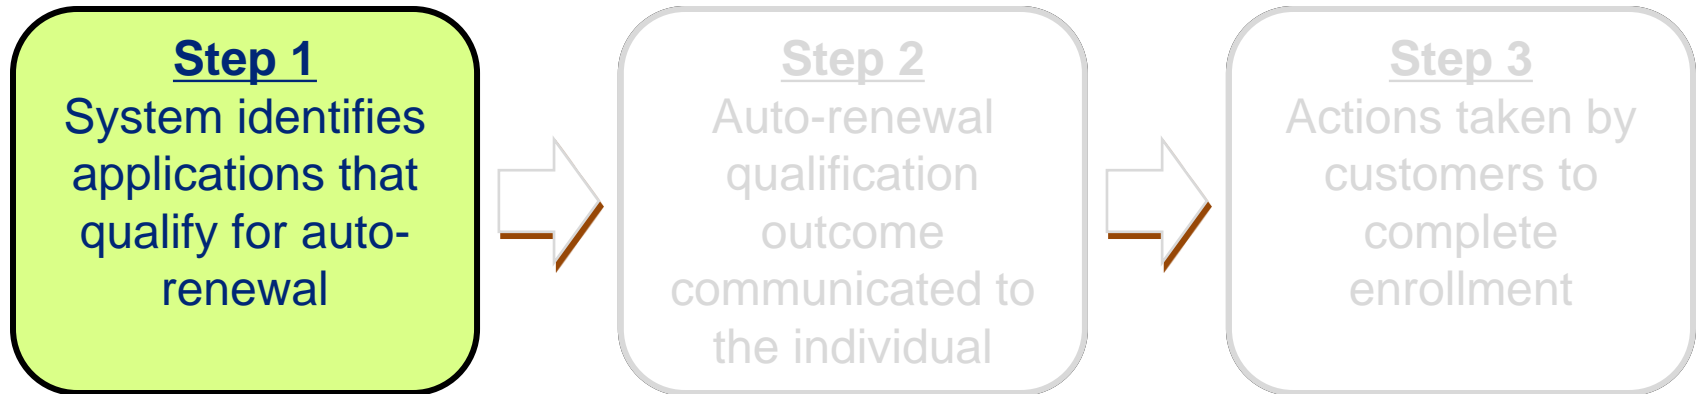 Step 1
System identifies
applications that
qualify for auto-
renewal
Step 2
Auto-renewal
qualification
outcome
communicated to
the individual
Step 3
Actions taken by
customers to
complete
enrollment